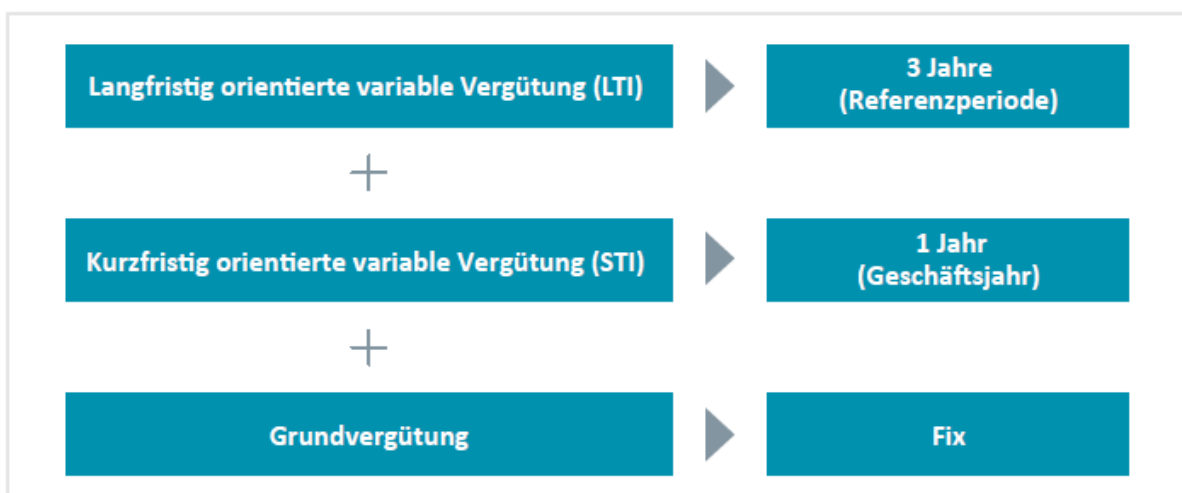 Langfristig orientierte variable Vergütung (LTI)
3 Jahre
(Referenzperiode)
+
Kurzfristig orientierte variable Vergütung (STI)
1 Jahr
(Geschäftsjahr)
+
Grundvergütung
Fix